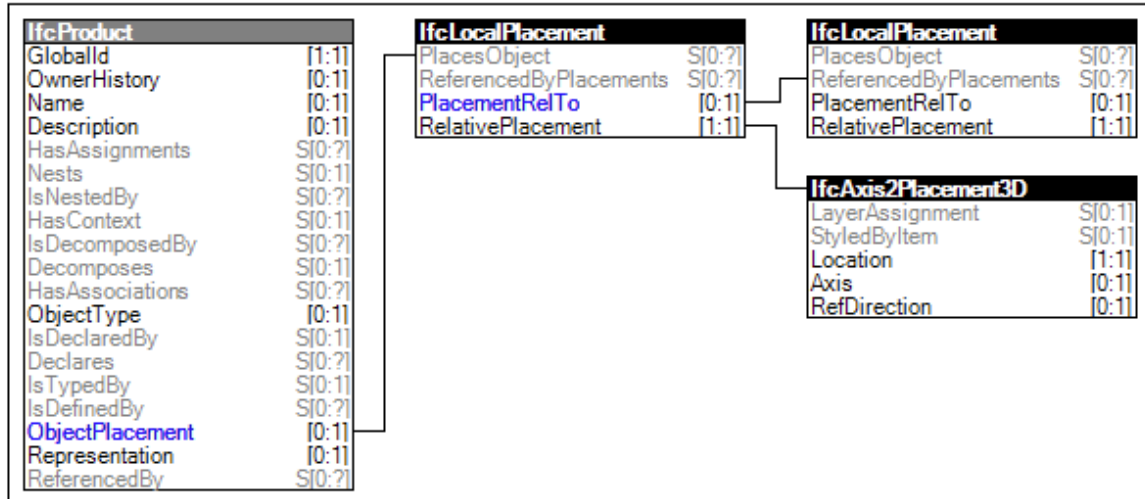 IfcProduct
GlobalId [1:1]
OwnerHistory [0:1]
Name [0:1]
Description [0:1]
HasAssignments S[0:?]
Nests S[0:1]
IsNestedBy S[0:?]
HasContext S[0:1]
IsDecomposedBy S[0:?]
Decomposes S[0:1]
HasAssociations S[0:?]
ObjectType [0:1]
IsDeclaredBy S[0:1]
Declares S[0:?]
IsTypedBy S[0:1]
IsDefinedBy S[0:?]
ObjectPlacement [0:1]
Representation [0:1]
ReferencedBy S[0:?]
IfcLocalPlacement
PlacesObject S[0:?]
ReferencedByPlacements S[0:?]
PlacementRelTo [0:1]
RelativePlacement [1:1]
IfcLocalPlacement
PlacesObject S[0:?]
ReferencedByPlacements S[0:?]
PlacementRelTo [0:1]
RelativePlacement [1:1]
IfcAxis2Placement3D
LayerAssignment S[0:1]
StyledByItem S[0:1]
Location [1:1]
Axis [0:1]
RefDirection [0:1]